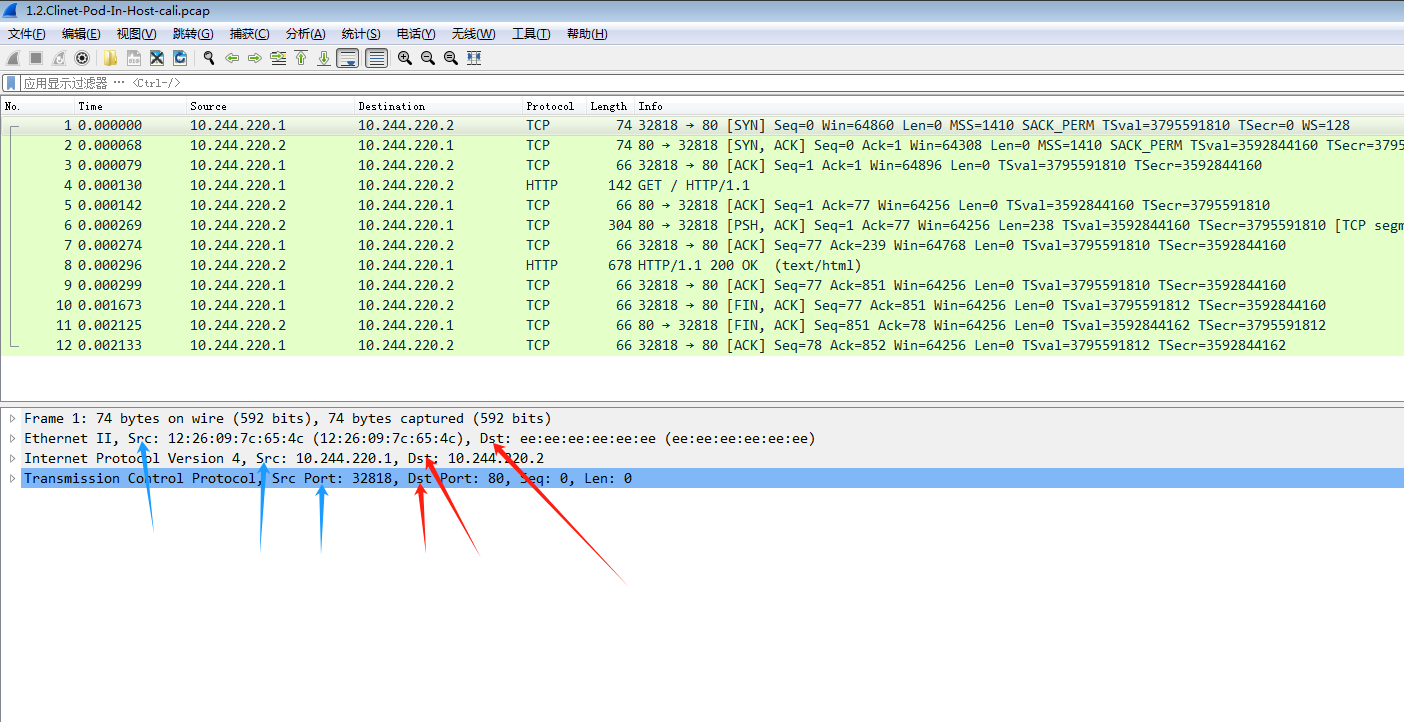 1.2.Clinet-Pod-In-Host-cali.pcap
文件(F) 编辑(E) 视图(V) 跳转(G) 捕获(C) 分析(A) 统计(S) 电话(Y) 无线(W) 工具(T) 帮助(H)
应用显示过滤器 … <Ctrl-/>
No. Time Source Destination Protocol Length Info
1 0.000000 10.244.220.1 10.244.220.2 TCP 74 32818 → 80 [SYN] Seq=0 Win=64860 Len=0 MSS=1410 SACK_PERM TSval=3795591810 TSecr=0 WS=128
2 0.000068 10.244.220.2 10.244.220.1 TCP 74 80 → 32818 [SYN, ACK] Seq=0 Ack=1 Win=64308 Len=0 MSS=1410 SACK_PERM TSval=3592844160 TSecr=3795
3 0.000079 10.244.220.1 10.244.220.2 TCP 66 32818 → 80 [ACK] Seq=1 Ack=1 Win=64896 Len=0 TSval=3795591810 TSecr=3592844160
4 0.000130 10.244.220.1 10.244.220.2 HTTP 142 GET / HTTP/1.1
5 0.000142 10.244.220.2 10.244.220.1 TCP 66 80 → 32818 [ACK] Seq=1 Ack=77 Win=64256 Len=0 TSval=3592844160 TSecr=3795591810
6 0.000269 10.244.220.2 10.244.220.1 TCP 304 80 → 32818 [PSH, ACK] Seq=1 Ack=77 Win=64256 Len=238 TSval=3592844160 TSecr=3795591810 [TCP segm
7 0.000274 10.244.220.1 10.244.220.2 TCP 66 32818 → 80 [ACK] Seq=77 Ack=239 Win=64768 Len=0 TSval=3795591810 TSecr=3592844160
8 0.000296 10.244.220.2 10.244.220.1 HTTP 678 HTTP/1.1 200 OK (text/html)
9 0.000299 10.244.220.1 10.244.220.2 TCP 66 32818 → 80 [ACK] Seq=77 Ack=851 Win=64256 Len=0 TSval=3795591810 TSecr=3592844160
10 0.001673 10.244.220.1 10.244.220.2 TCP 66 32818 → 80 [FIN, ACK] Seq=77 Ack=851 Win=64256 Len=0 TSval=3795591812 TSecr=3592844160
11 0.002125 10.244.220.2 10.244.220.1 TCP 66 80 → 32818 [FIN, ACK] Seq=851 Ack=78 Win=64256 Len=0 TSval=3592844162 TSecr=3795591812
12 0.002133 10.244.220.1 10.244.220.2 TCP 66 32818 → 80 [ACK] Seq=78 Ack=852 Win=64256 Len=0 TSval=3795591812 TSecr=3592844162
Frame 1: 74 bytes on wire (592 bits), 74 bytes captured (592 bits)
Ethernet II, Src: 12:26:09:7c:65:4c (12:26:09:7c:65:4c), Dst: ee:ee:ee:ee:ee:ee (ee:ee:ee:ee:ee:ee)
Internet Protocol Version 4, Src: 10.244.220.1, Dst: 10.244.220.2
Transmission Control Protocol, Src Port: 32818, Dst Port: 80, Seq: 0, Len: 0